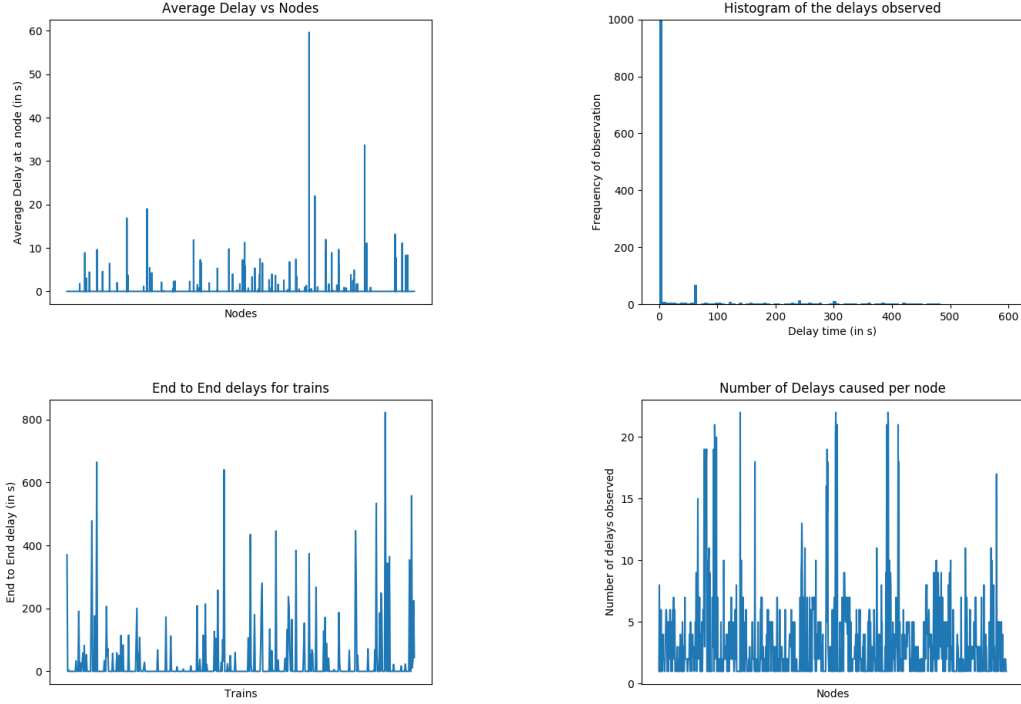 Average Delay vs Nodes
60
50
40
30
20
10
0
Average Delay at a node (in s)
Nodes
Histogram of the delays observed
1000
800
600
400
200
0
Frequency of observation
0 100 200 300 400 500 600
Delay time (in s)
End to End delays for trains
800
600
400
200
0
End to End delay (in s)
Trains
Number of Delays caused per node
20
15
10
5
0
Number of delays observed
Nodes